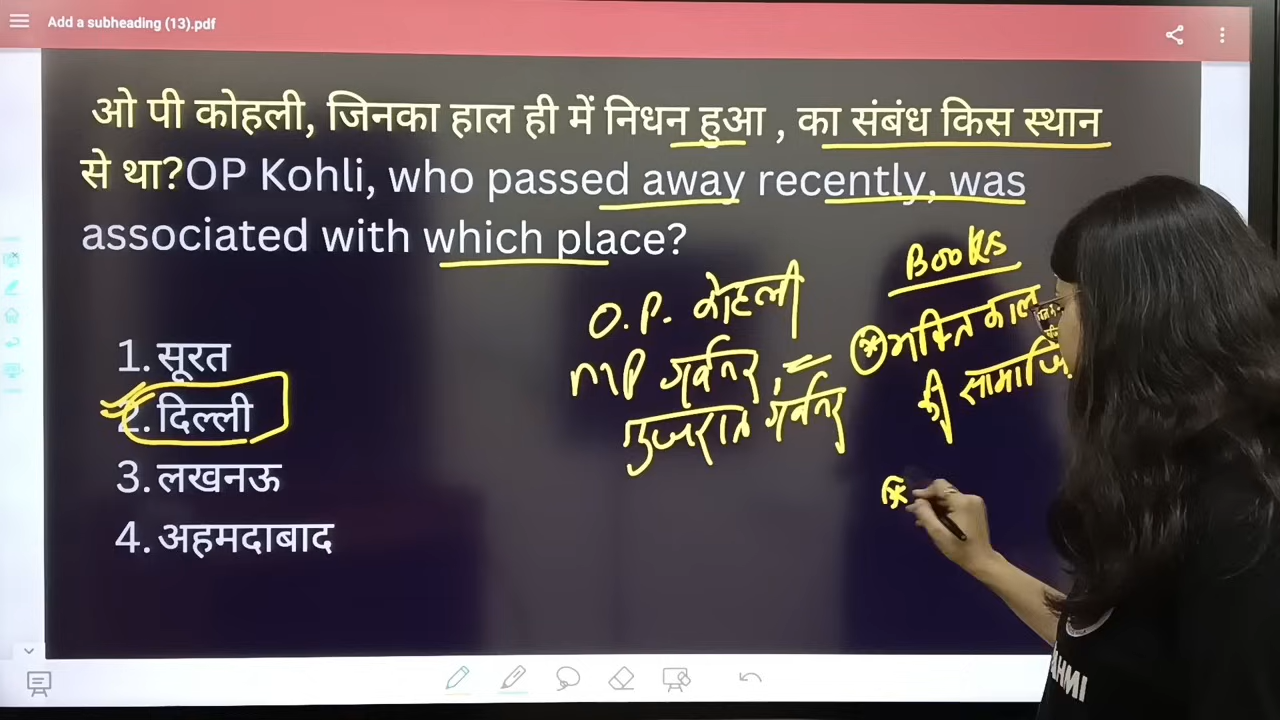 Add a subheading (13).pdf
ओ पी कोहली, जिनका हाल ही में निधन हुआ , का संबंध किस स्थान
से था?OP Kohli, who passed away recently, was
associated with which place?
1. सूरत
2. दिल्ली
3. लखनऊ
4. अहमदाबाद
O.P. कोहली
MP गर्वनर,
गुजरात गर्वनर
Books
भक्ति काल
की सामाजि
AHMI